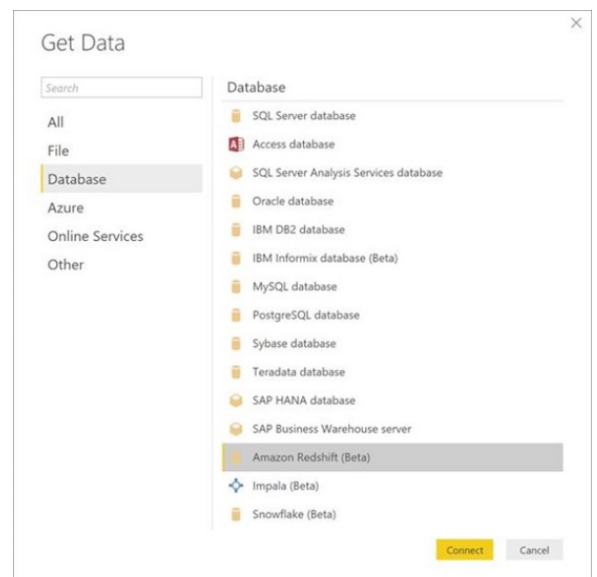 Get Data
Search
All
File
Database
Azure
Online Services
Other
Database
SQL Server database
Access database
SQL Server Analysis Services database
Oracle database
IBM DB2 database
IBM Informix database (Beta)
MySQL database
PostgreSQL database
Sybase database
Teradata database
SAP HANA database
SAP Business Warehouse server
Amazon Redshift (Beta)
Impala (Beta)
Snowflake (Beta)
Connect
Cancel